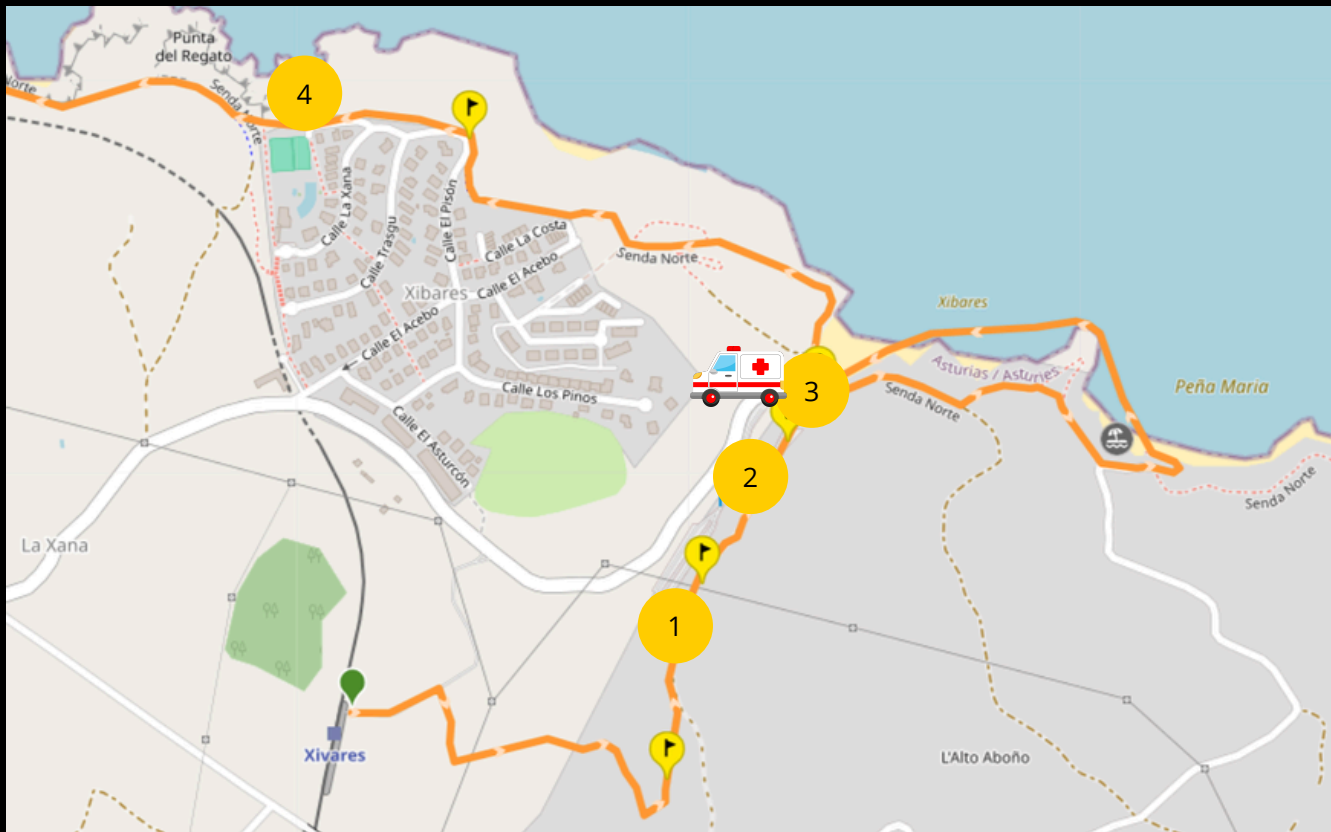 Punta
del Regato
Norte
Senda Norte
4
Calle La Xana
Calle Trasgu
Calle El Pisón
Calle La Costa
Calle El Acebo
Xibares
Calle El Acebo
Senda Norte
Xibares
Asturias / Asturies
Peña Maria
3
Senda Norte
Calle Los Pinos
Calle El Asturcón
2
Senda Norte
La Xana
1
Xivares
L'Alto Aboño